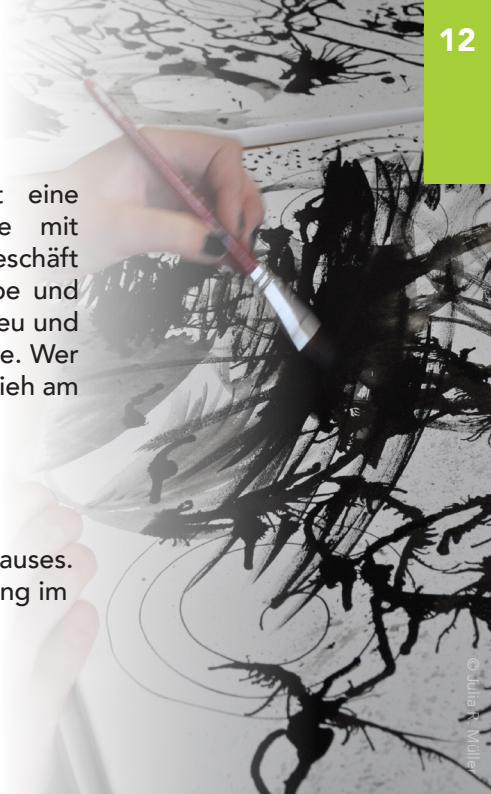 12
t eine
e mit
eschäft
be und
eu und
e. Wer
ieh am
auses.
ng im
© Julia R. Müller